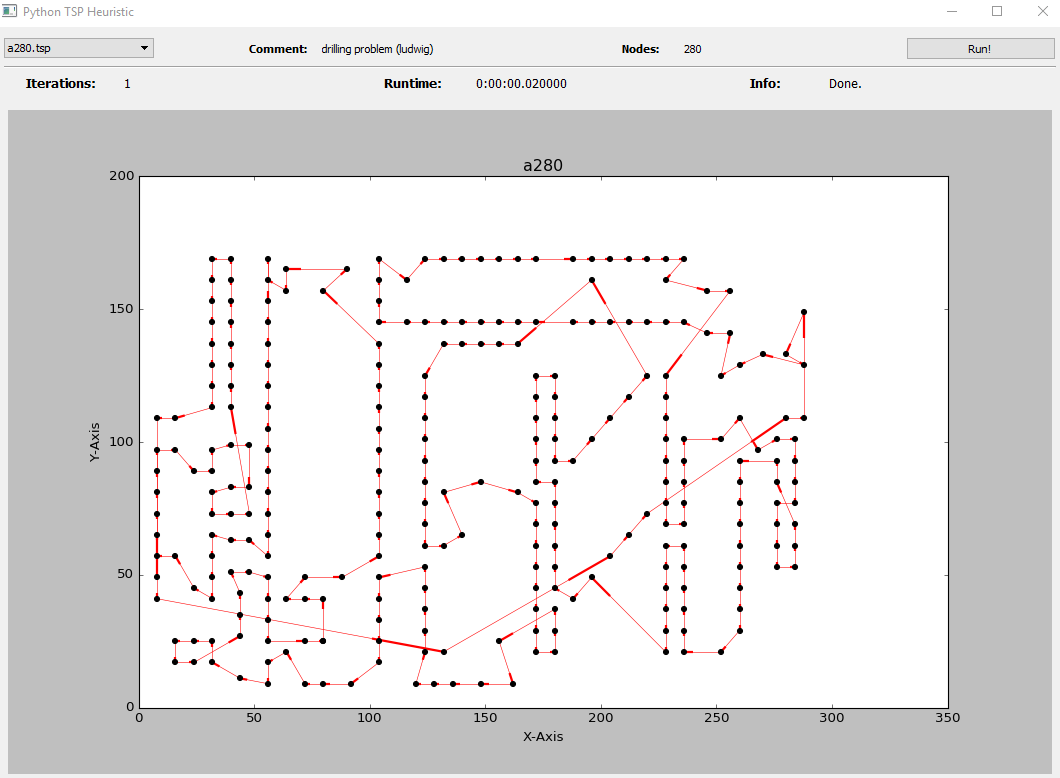 Python TSP Heuristic
a280.tsp Comment: drilling problem (ludwig) Nodes: 280 Run!
Iterations: 1 Runtime: 0:00:00.020000 Info: Done.
a280
200
150
100
50
0
Y-Axis
0 50 100 150 200 250 300 350
X-Axis